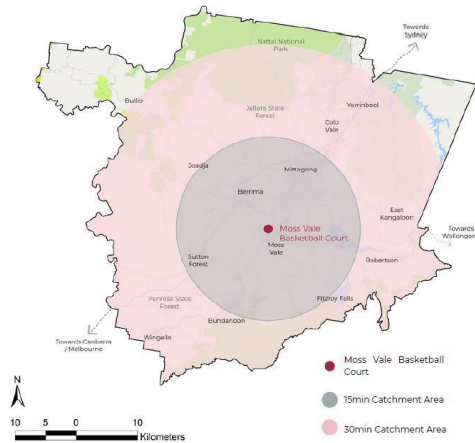 Towards
Sydney
Nattai National
Park
Bullio
Jellore State
Forest
Yerrinbool
Colo
Vale
Joadja
Mittagong
Berrima
East
Kangaloon
Moss Vale
Basketball Court
Towards
Wollongong
Moss
Vale
Sutton
Forest
Robertson
Penrose State
Forest
Fitzroy Falls
Bundanoon
Towards Canberra
/ Melbourne
Wingello
Moss Vale Basketball
Court
15min Catchment Area
30min Catchment Area
N
10 5 0 10
Kilometers